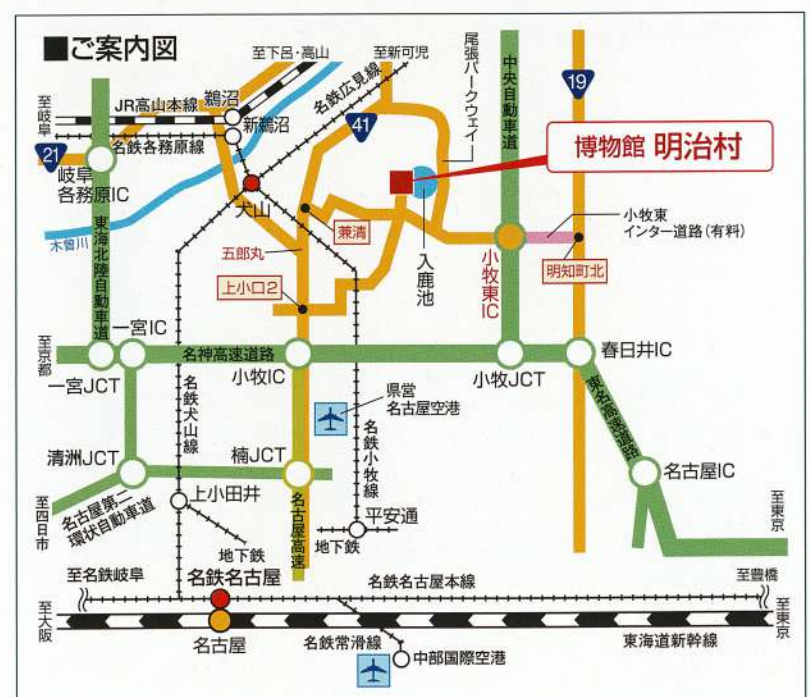 ■ご案内図
至下呂・高山
至新可児
尾張パークウェイ
中央自動車道
19
至岐阜
JR高山本線
鵜沼
新鵜沼
名鉄広見線
41
名鉄各務原線
21
岐阜
各務原IC
博物館 明治村
犬山
兼清
小牧東
インター道路(有料)
木曽川
東海北陸自動車道
五郎丸
入鹿池
小牧東IC
明知町北
上小口2
至京都
一宮IC
名神高速道路
春日井IC
一宮JCT
小牧IC
小牧JCT
名鉄犬山線
県営
名古屋空港
名鉄小牧線
東名高速道路
清洲JCT
楠JCT
名古屋IC
至四日市
名古屋第二
環状自動車道
上小田井
地下鉄
名古屋高速
平安通
地下鉄
至東京
至名鉄岐阜
名鉄名古屋
名鉄名古屋本線
至豊橋
至大阪
名古屋
名鉄常滑線
中部国際空港
東海道新幹線
至東京